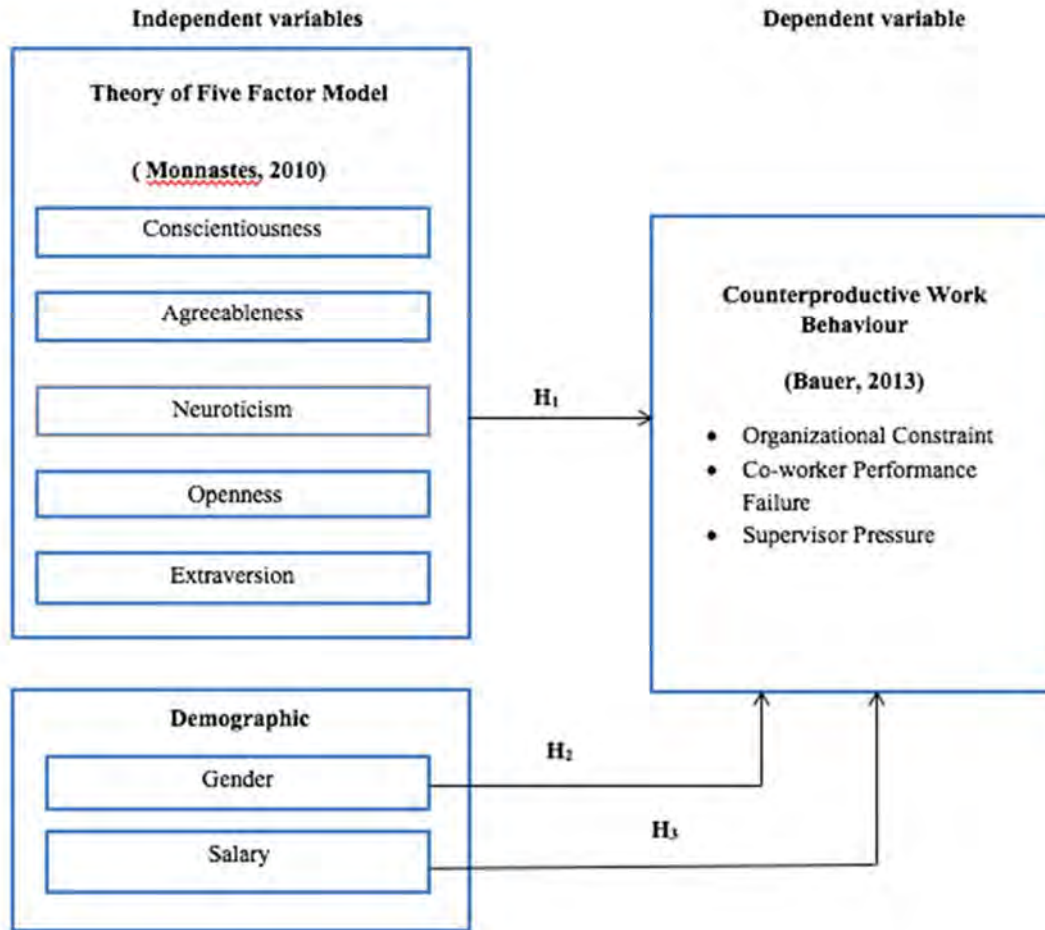 Independent variables
Dependent variable
Theory of Five Factor Model
( Monnastes, 2010)
Conscientiousness
Agreeableness
Neuroticism
Openness
Extraversion
H₁
Counterproductive Work
Behaviour
(Bauer, 2013)
• Organizational Constraint
• Co-worker Performance
Failure
• Supervisor Pressure
Demographic
Gender
Salary
H₂
H₃